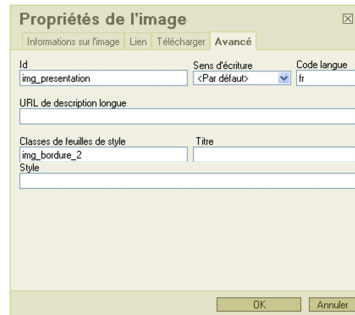 Propriétés de l'image
Informations sur l'image Lien Télécharger Avancé
Id Sens d'écriture Code langue
img_presentation <Par défaut> fr
URL de description longue
Classes de feuilles de style Titre
img_bordure_2
Style
OK Annuler